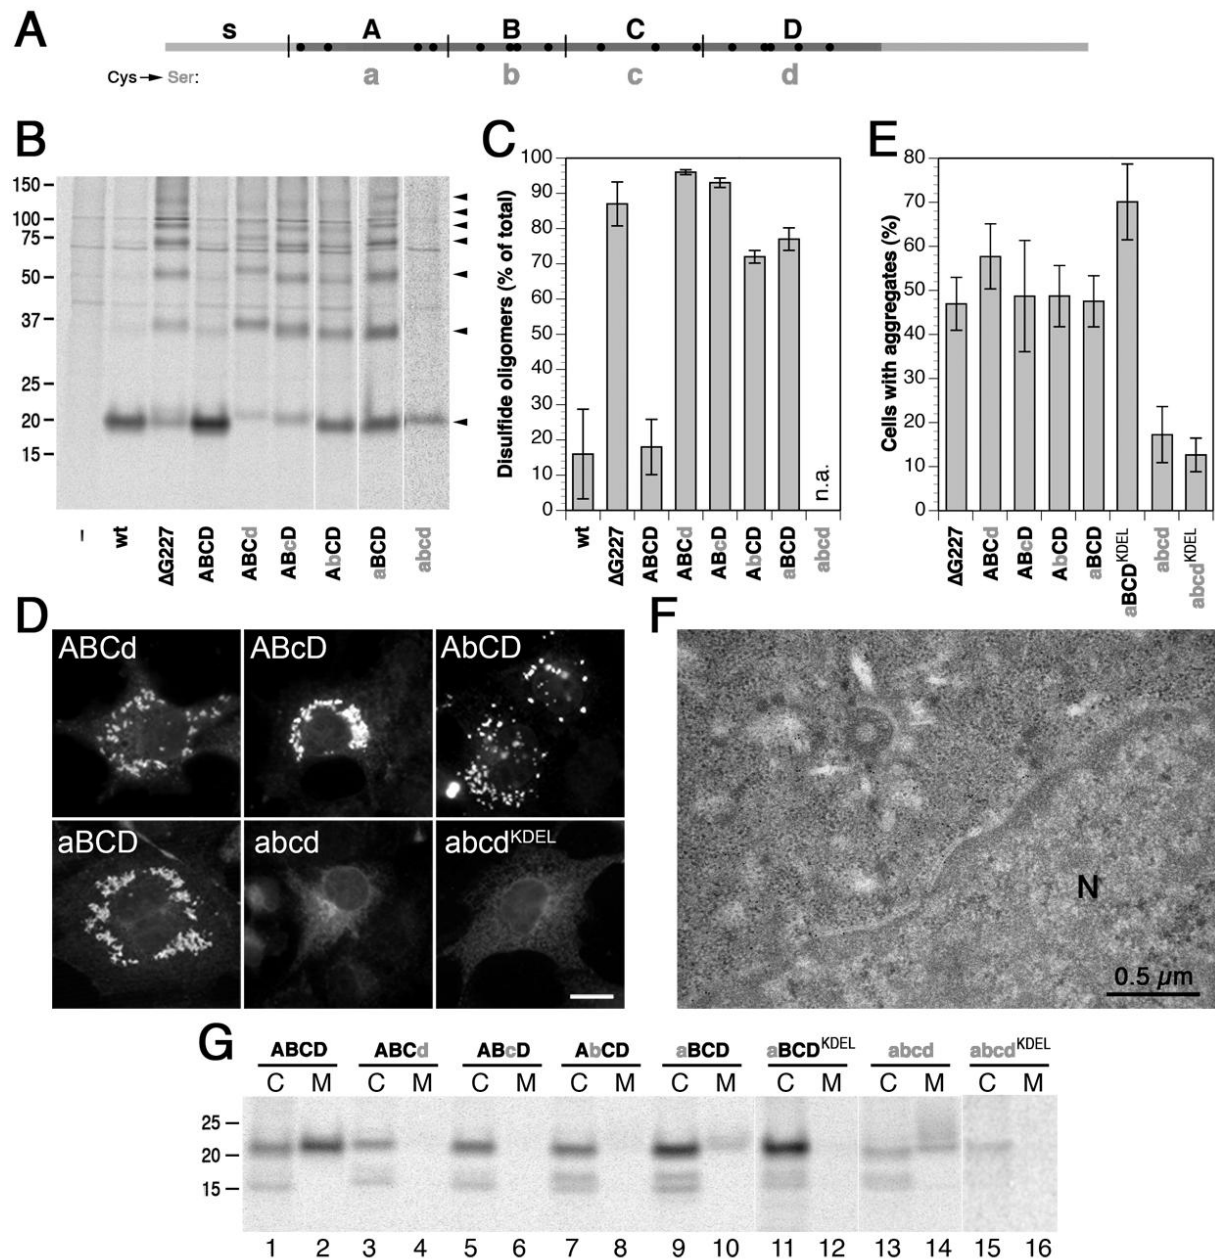 A
s A B C D
Cys → Ser: a b c d
B
150
100
75
50
37
25
20
15
– wt ΔG227 ABCD ABCd ABcD AbCD aBCD abcd
C
Disulfide oligomers (% of total)
100
90
80
70
60
50
40
30
20
10
0
n.a.
wt ΔG227 ABCD ABCd ABcD AbCD aBCD abcd
E
Cells with aggregates (%)
80
70
60
50
40
30
20
10
0
ΔG227 ABCd ABcD AbCD aBCD aBCDKDEL abcd abcdKDEL
D
ABCd ABcD AbCD
aBCD abcd abcdKDEL
F
N
0.5 µm
G
ABCD ABCd ABcD AbCD aBCD aBCDKDEL abcd abcdKDEL
C M C M C M C M C M C M C M C M
25
20
15
1 2 3 4 5 6 7 8 9 10 11 12 13 14 15 16